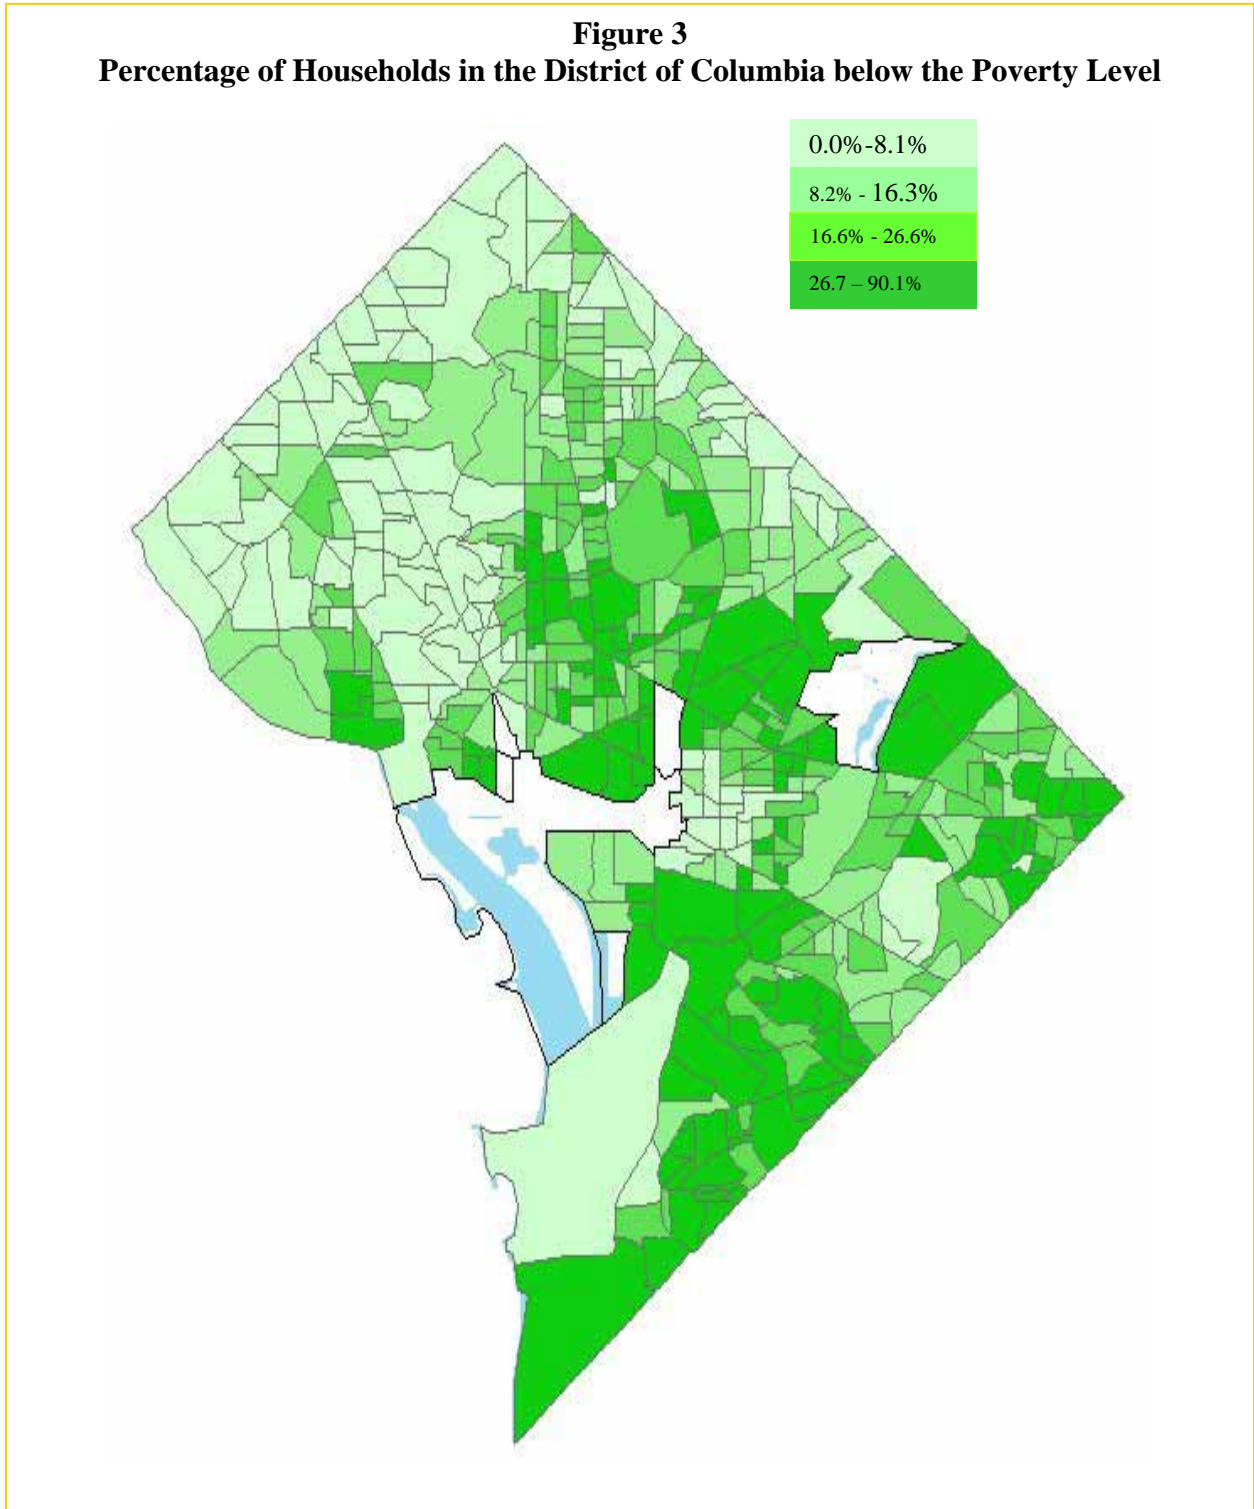 Figure 3
Percentage of Households in the District of Columbia below the Poverty Level
0.0%-8.1%
8.2% - 16.3%
16.6% - 26.6%
26.7 – 90.1%